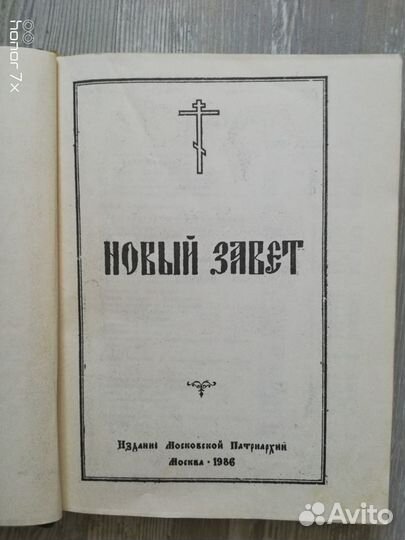 honor 7x
НОВЫЙ ЗАВЕТ
Издание Московской Патриархии
Москва · 1986
Avito